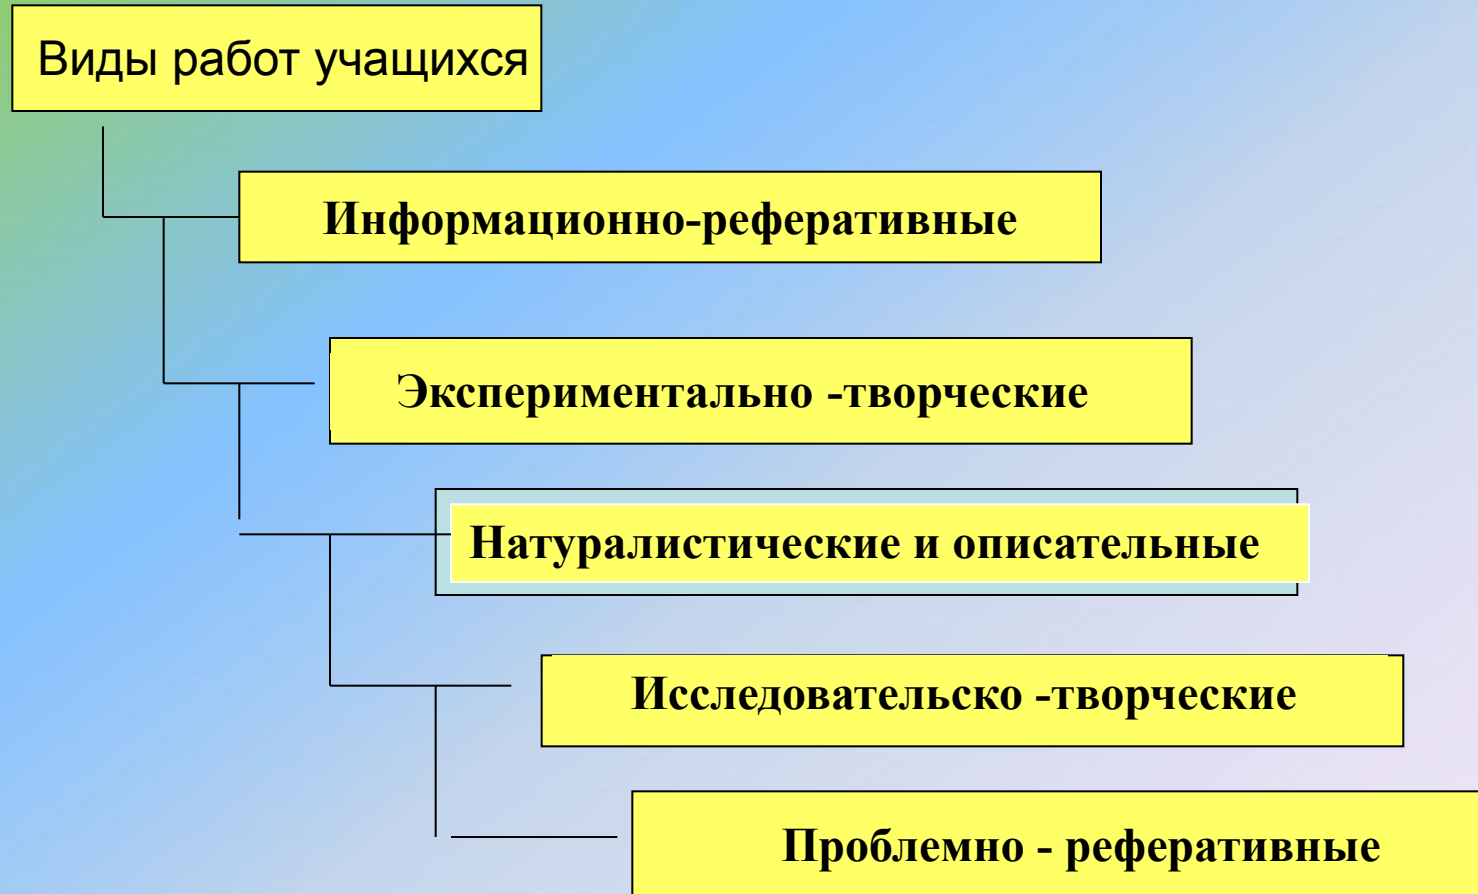 Виды работ учащихся
Информационно-реферативные
Экспериментально -творческие
Натуралистические и описательные
Исследовательско -творческие
Проблемно - реферативные